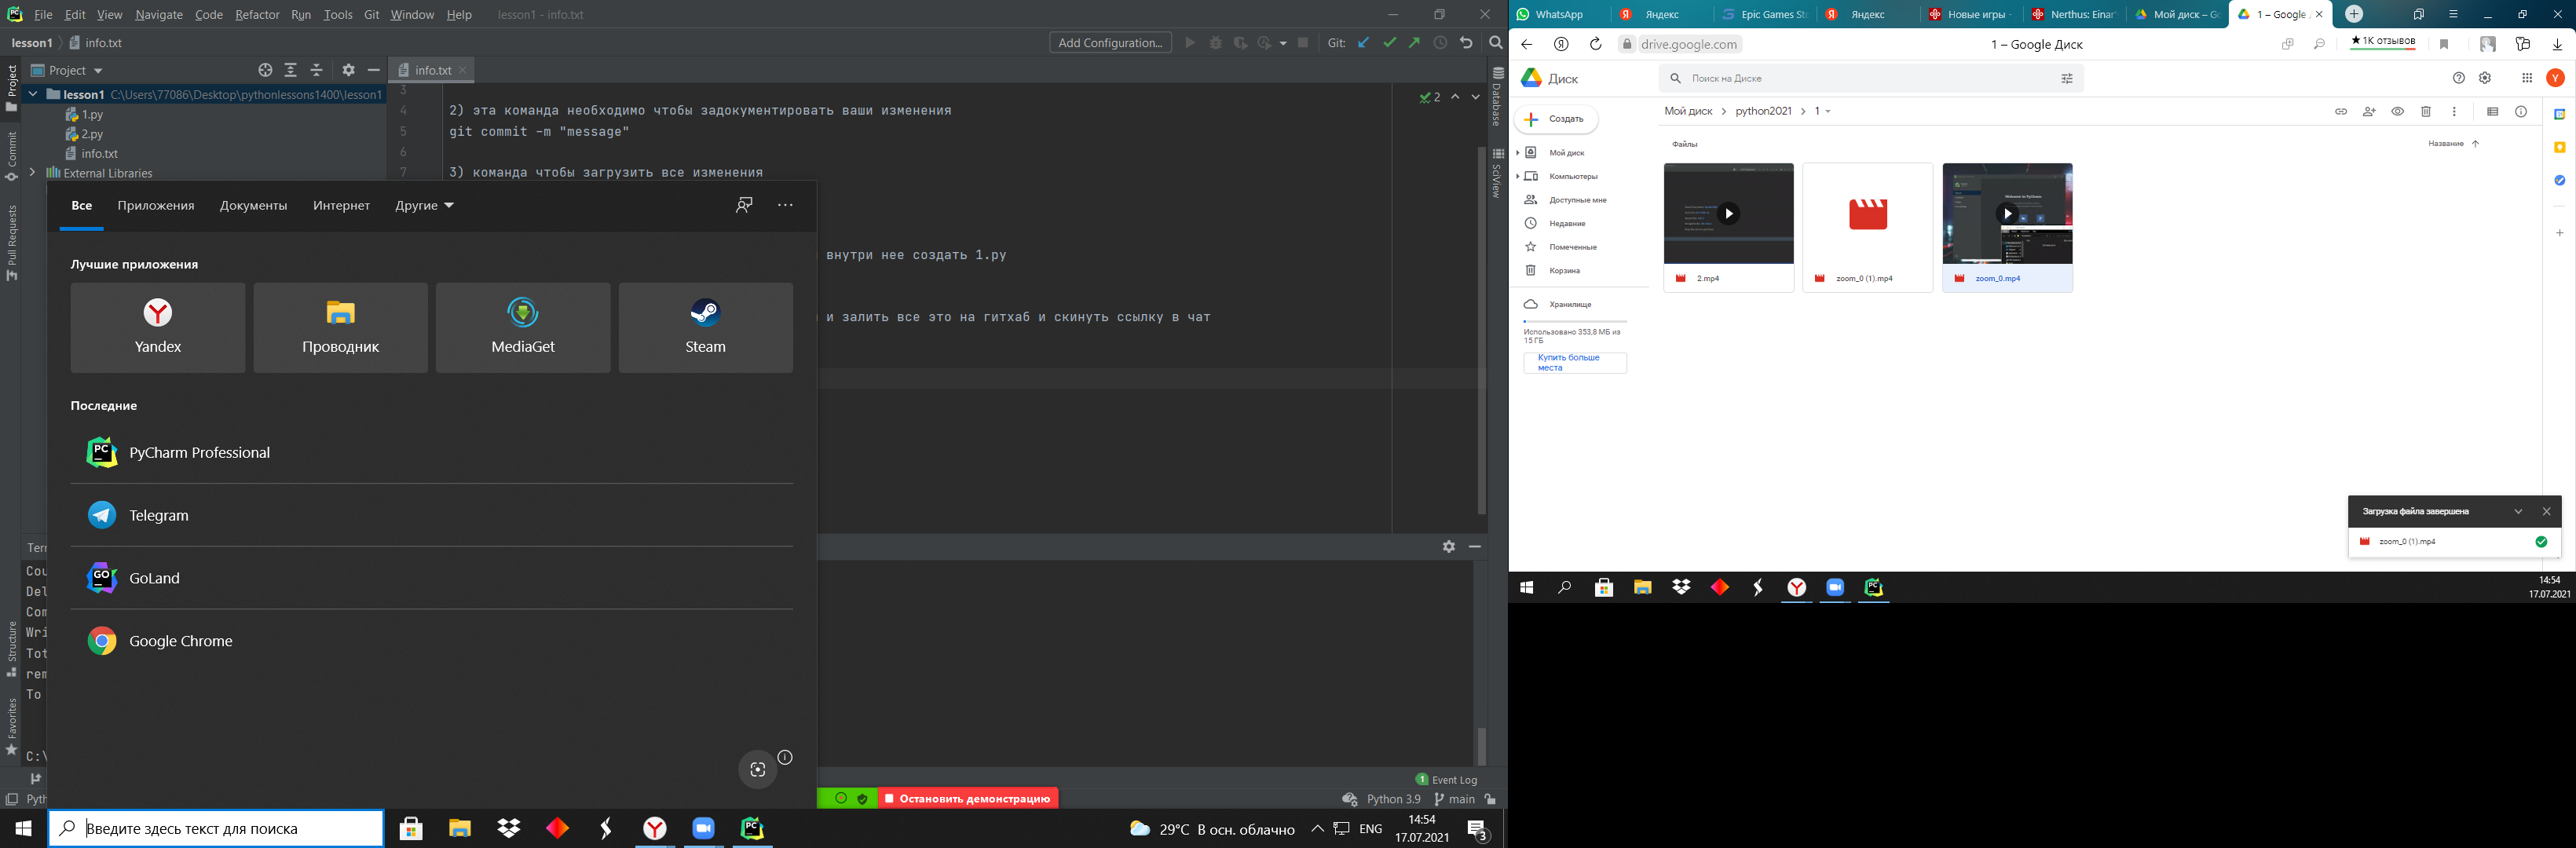 File Edit View Navigate Code Refactor Run Tools Git Window Help lesson1 - info.txt
lesson1 info.txt
Add Configuration...
Git:
Project
info.txt
lesson1 C:\Users\77086\Desktop\pythonlessons1400\lesson1
1.py
2.py
info.txt
External Libraries
Project
Commit
Pull Requests
Structure
Favorites
Database
SciView
2
3
4 2) эта команда необходимо чтобы задокументировать ваши изменения
5 git commit -m "message"
6
7 3) команда чтобы загрузить все изменения
внутри нее создать 1.py
и залить все это на гитхаб и скинуть ссылку в чат
Все Приложения Документы Интернет Другие
Лучшие приложения
Yandex Проводник MediaGet Steam
Последние
PyCharm Professional
Telegram
GoLand
Google Chrome
Ter
Cou
Del
Com
Wri
Tot
rem
To
C:\
Pyth
1 Event Log
Остановить демонстрацию
Python 3.9 main
Введите здесь текст для поиска
29°C В осн. облачно
ENG
14:54
17.07.2021
3
WhatsApp Яндекс Epic Games St Яндекс Новые игры - Nerthus: Einar' Мой диск – G 1 – Google
drive.google.com
1 – Google Диск
★ 1K отзывов
Диск
Поиск на Диске
Y
Создать
Мой диск
Компьютеры
Доступные мне
Недавние
Помеченные
Корзина
Хранилище
Использовано 353,8 МБ из
15 ГБ
Купить больше
места
Мой диск > python2021 > 1
Файлы
Название
2.mp4
zoom_0 (1).mp4
zoom_0.mp4
Загрузка файла завершена
zoom_0 (1).mp4
14:54
17.07.2021